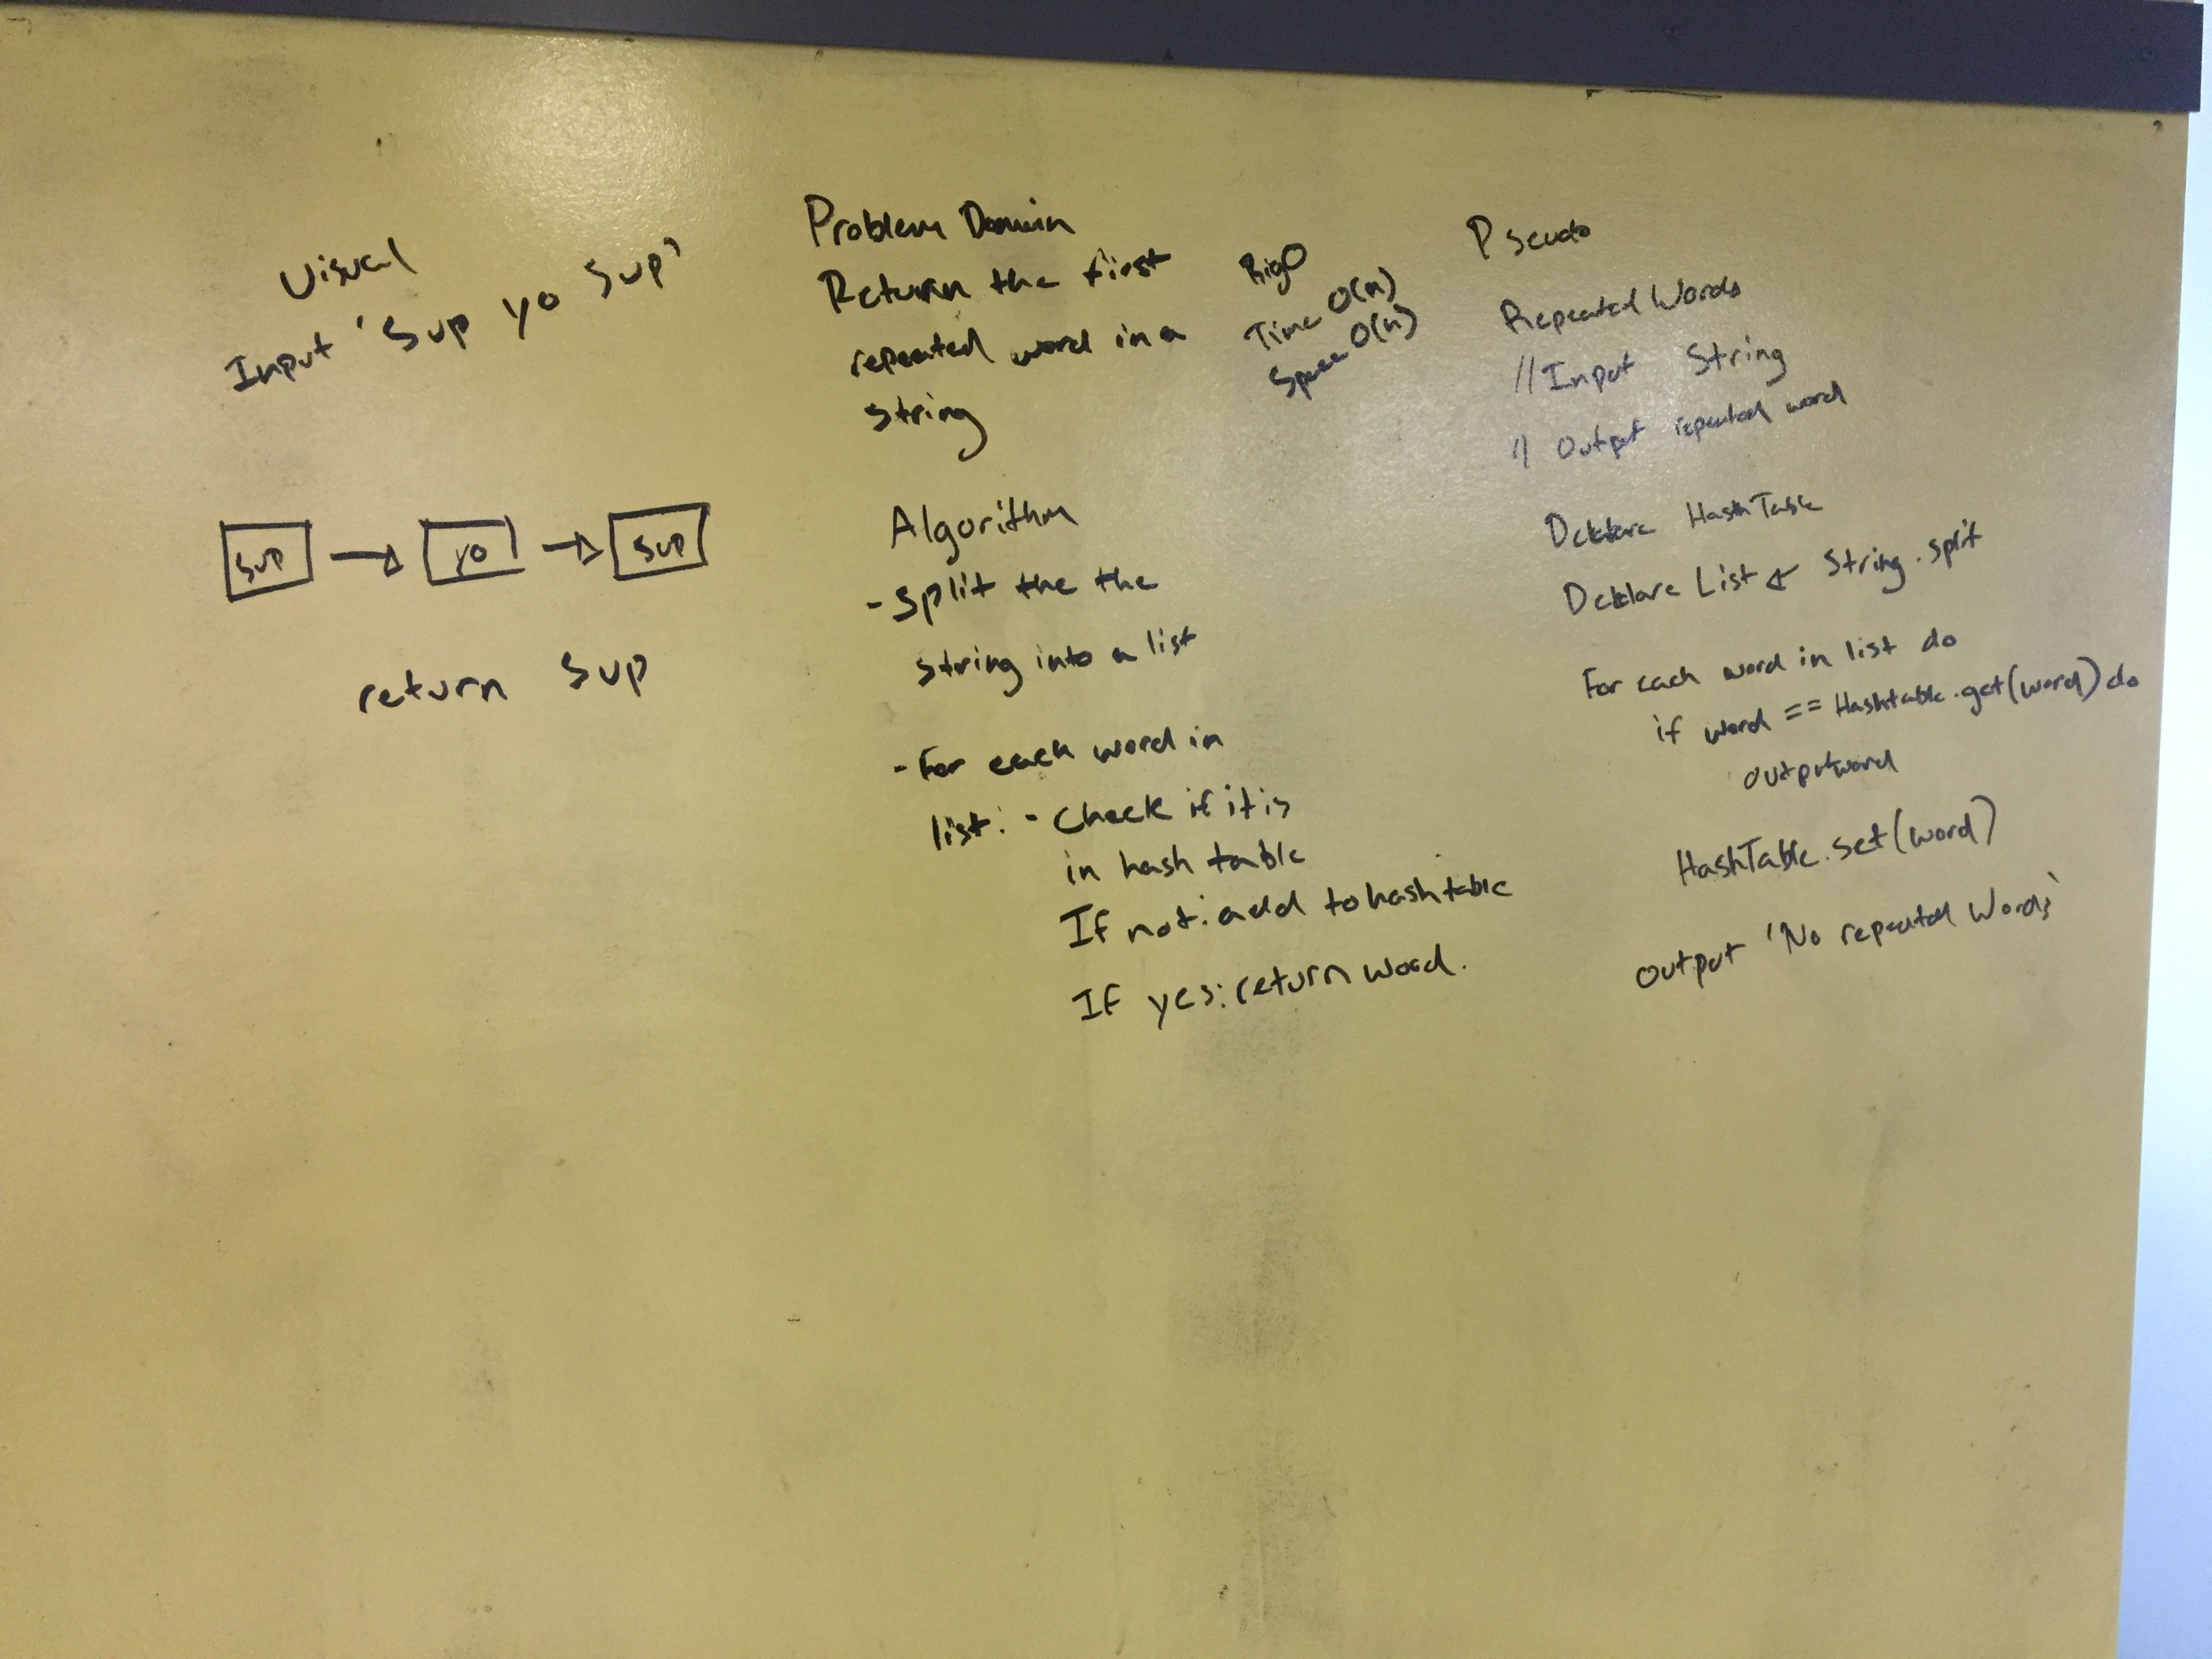 Visual
Input 'Sup yo Sup'
Sup → yo → Sup
return Sup
Problem Domain
Return the first
repeated word in a
string
BigO
Time O(n)
Space O(n)
Algorithm
- split the the
string into a list
- For each word in
list: - Check if it is
in hash table
If not: add to hash table
If yes: return word.
Pseudo
Repeated Words
// Input String
// Output repeated word
Declare HashTable
Declare List ← String.split
For each word in list do
if word == Hashtable.get(word) do
output word
HashTable.set(word)
output 'No repeated Words'